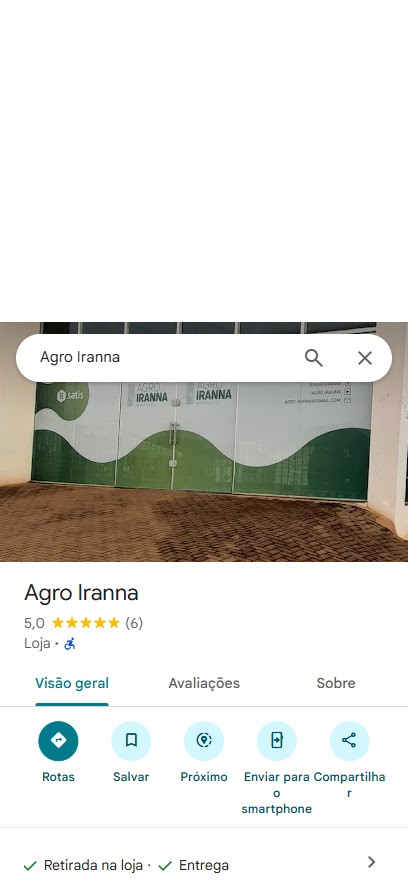 Agro Iranna
satis
AGRO
IRANNA
AGRO
IRANNA
Agro Iranna
5,0 (6)
Loja ·
Visão geral
Avaliações
Sobre
Rotas
Salvar
Próximo
Enviar para
o
smartphone
Compartilha
r
Retirada na loja ·
Entrega